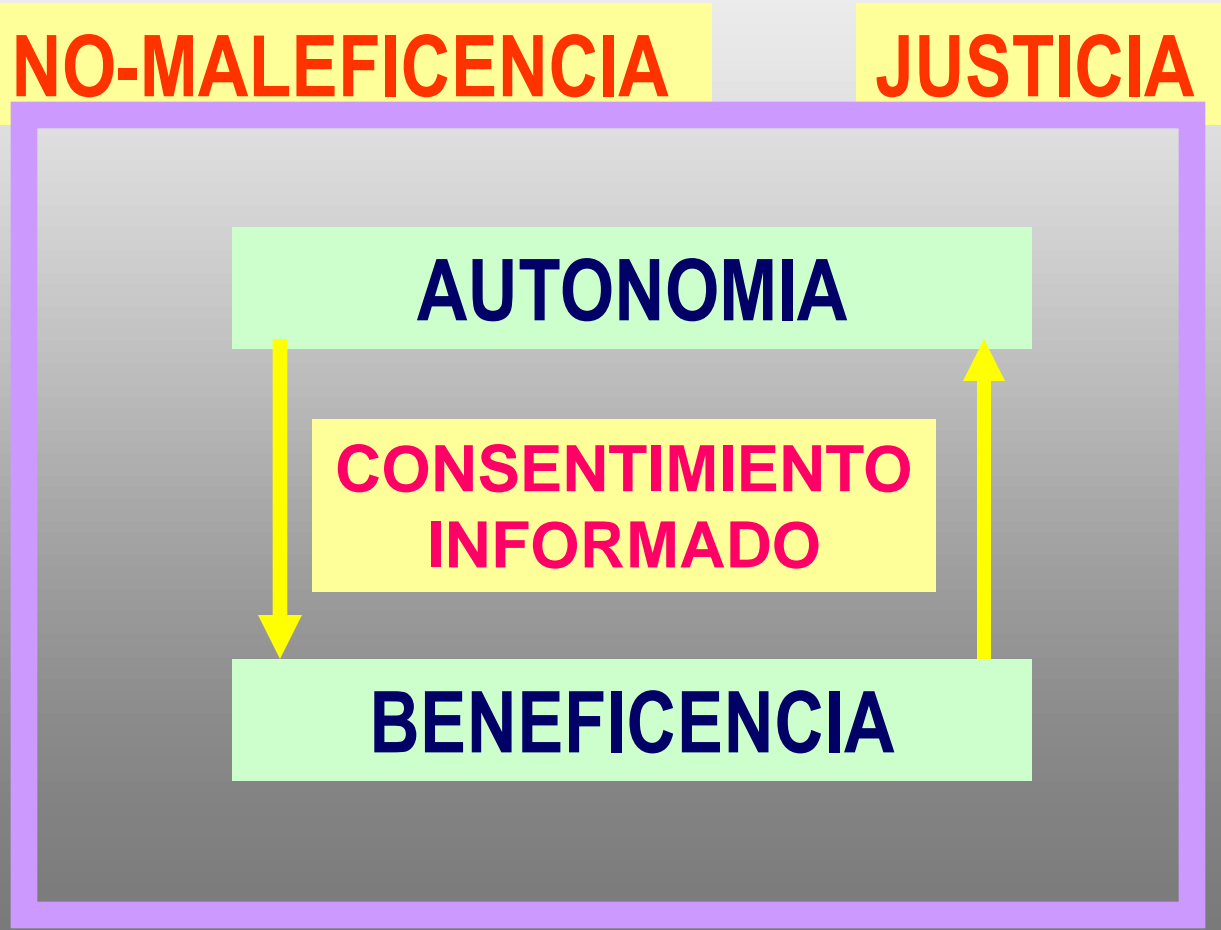 NO-MALEFICENCIA
JUSTICIA
AUTONOMIA
CONSENTIMIENTO
INFORMADO
BENEFICENCIA